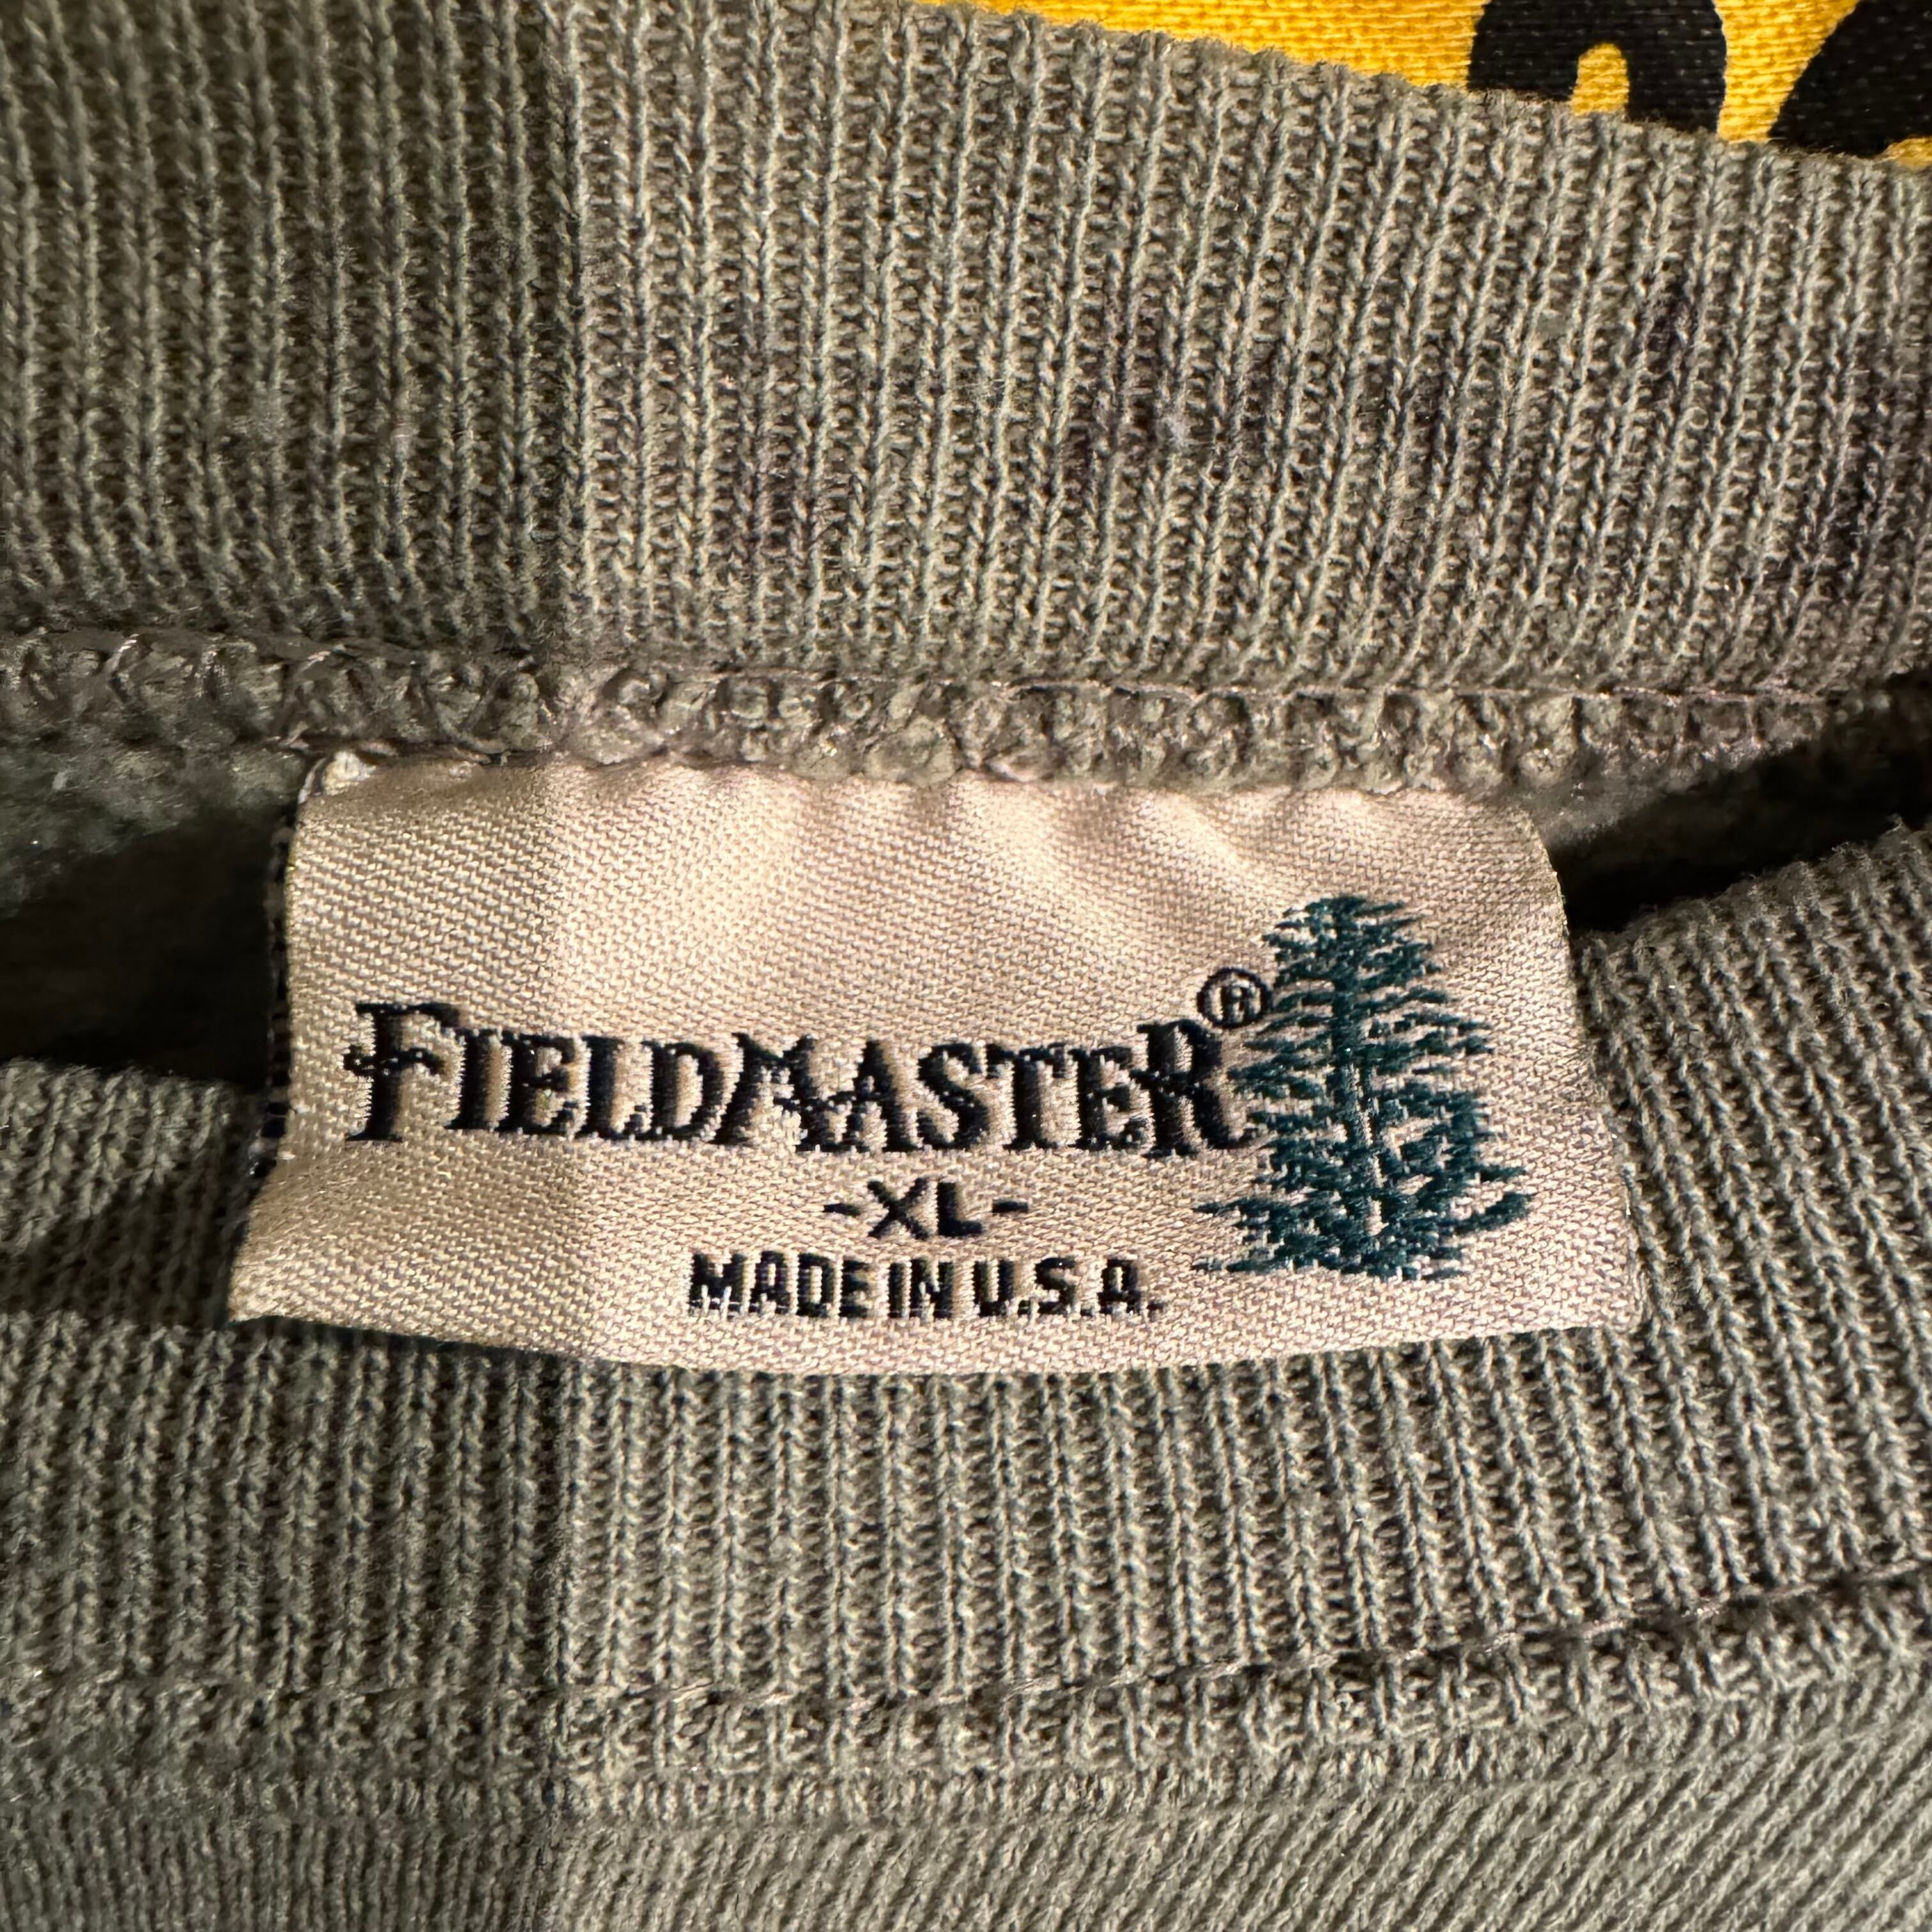 FIELDMASTER®
-XL-
MADE IN U.S.A.